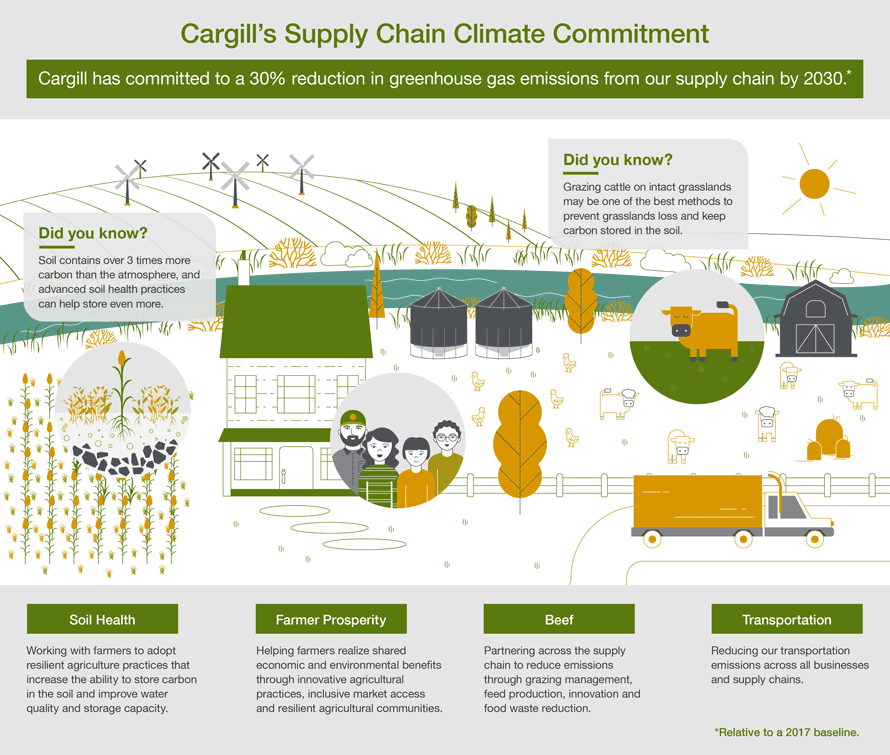 Cargill’s Supply Chain Climate Commitment
Cargill has committed to a 30% reduction in greenhouse gas emissions from our supply chain by 2030.*
Did you know?
Grazing cattle on intact grasslands
may be one of the best methods to
prevent grasslands loss and keep
carbon stored in the soil.
Did you know?
Soil contains over 3 times more
carbon than the atmosphere, and
advanced soil health practices
can help store even more.
Soil Health
Working with farmers to adopt
resilient agriculture practices that
increase the ability to store carbon
in the soil and improve water
quality and storage capacity.
Farmer Prosperity
Helping farmers realize shared
economic and environmental benefits
through innovative agricultural
practices, inclusive market access
and resilient agricultural communities.
Beef
Partnering across the supply
chain to reduce emissions
through grazing management,
feed production, innovation and
food waste reduction.
Transportation
Reducing our transportation
emissions across all businesses
and supply chains.
*Relative to a 2017 baseline.